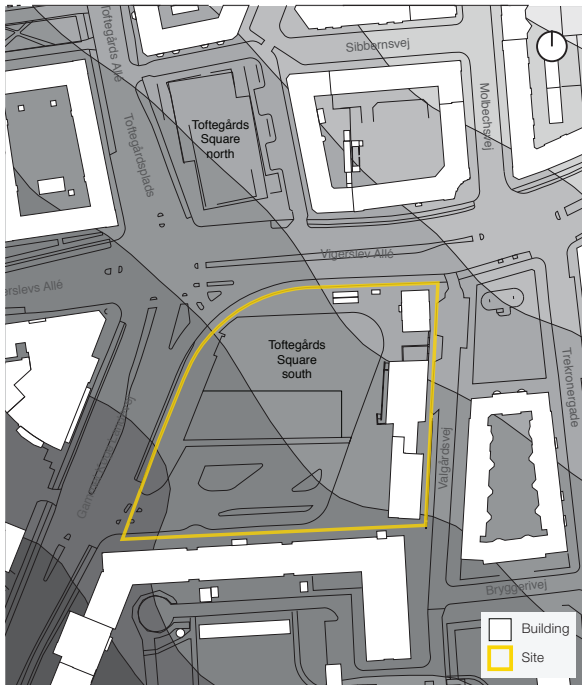 Toftegårds Allé
Sibbernsvej
Molbechsvej
Toftegårds
Square
north
Toftegårdsplads
Vigerslev Allé
erslevs Allé
Toftegårds
Square
south
Trekronergade
Valgårdsvej
Bryggerivej
Building
Site